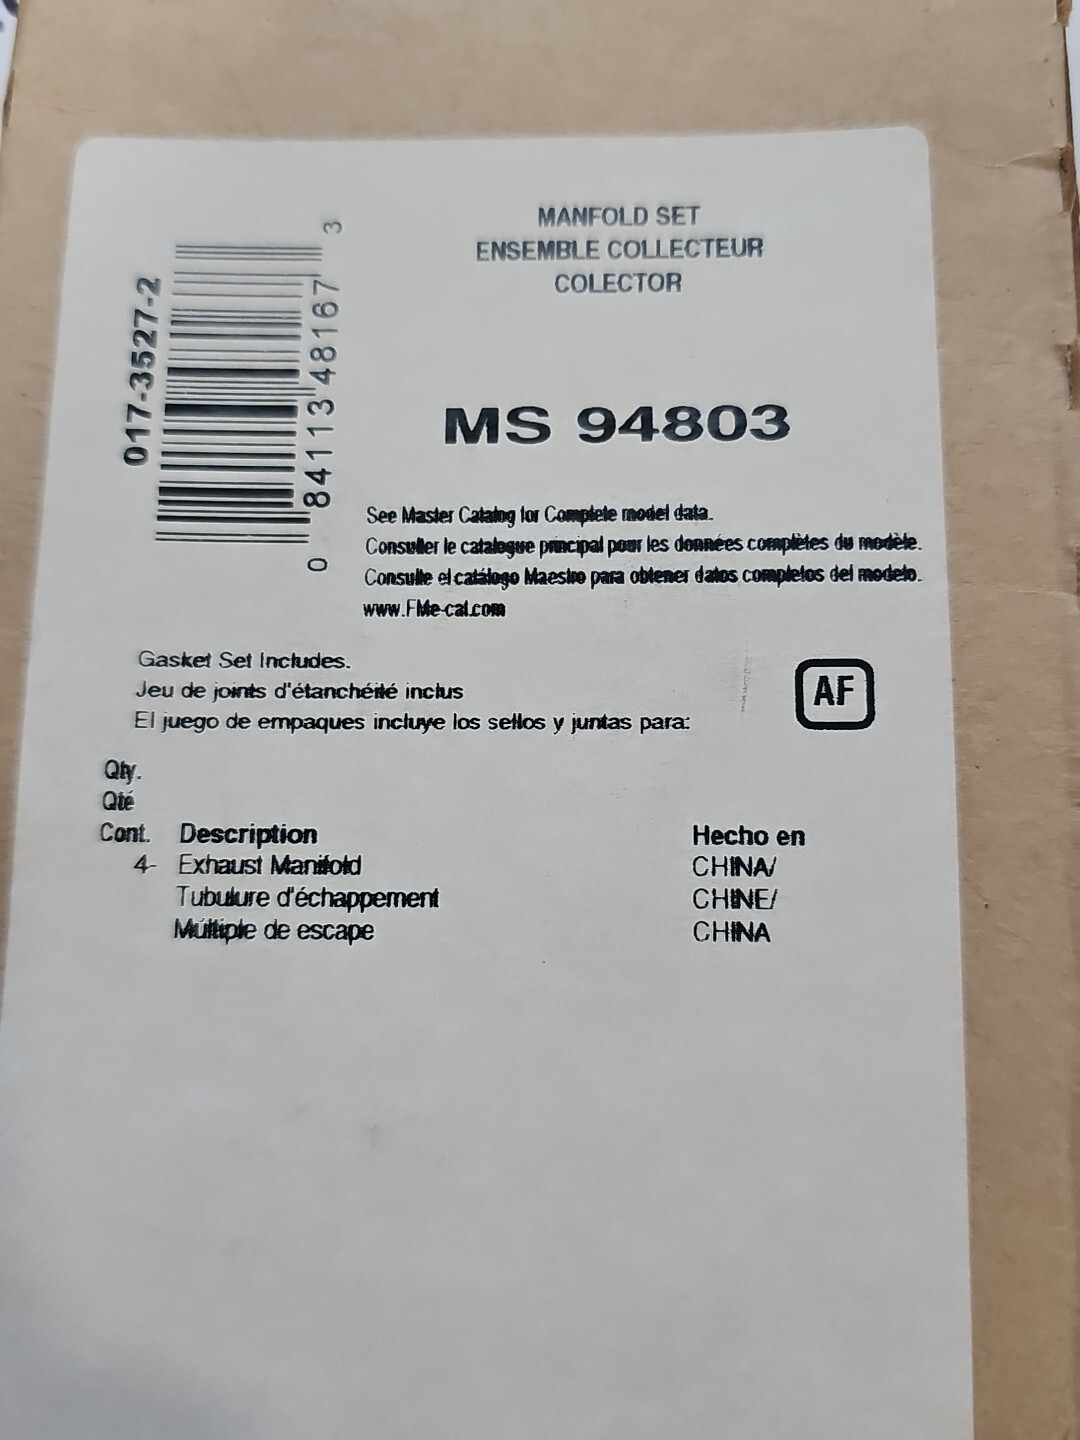 MANFOLD SET
ENSEMBLE COLLECTEUR
COLECTOR
017-3527-2
0 84113 48167 3
MS 94803
See Master Catalog for Complete model data.
Consulter le catalogue principal pour les données complètes du modèle.
Consulte el catálogo Maestro para obtener datos completos del modelo.
www.FMe-cat.com
Gasket Set Includes.
Jeu de joints d'étanchéité inclus
El juego de empaques incluye los sellos y juntas para:
AF
Qty.
Qté
Cont. Description Hecho en
4- Exhaust Manifold CHINA/
Tubulure d'échappement CHINE/
Múltiple de escape CHINA